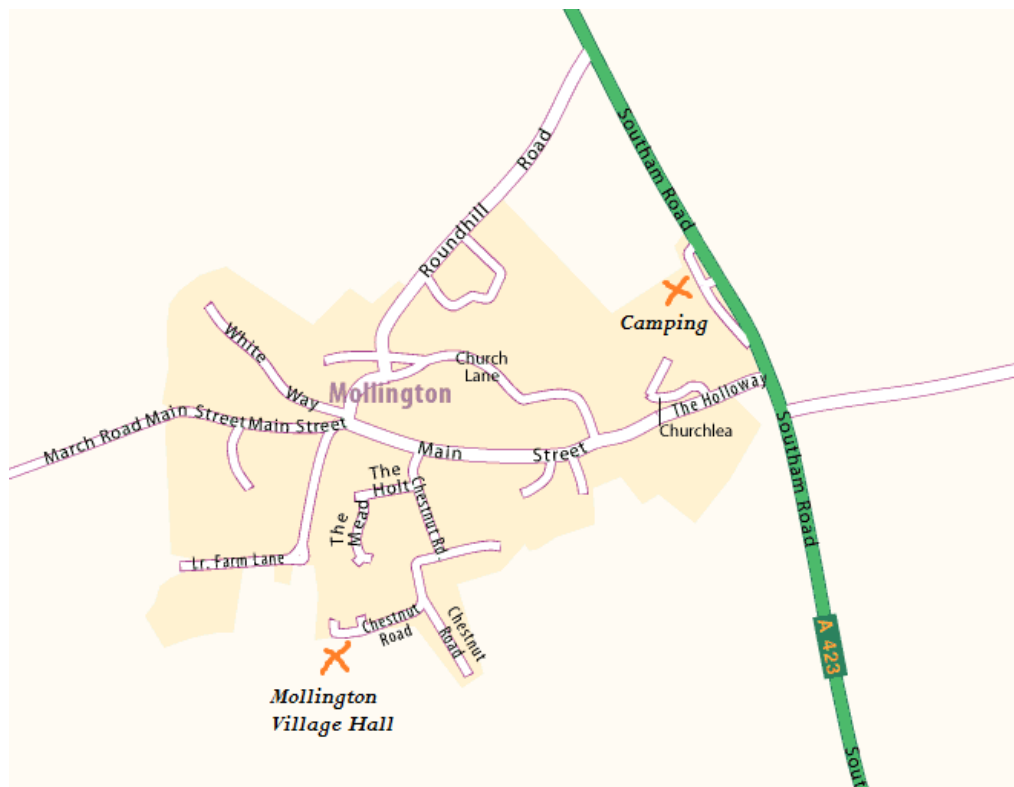 Southam Road
Roundhill Road
Camping
White Way
Church
Lane
Mollington
The Holloway
Churchlea
March Road Main Street Main Street
Main Street
Southam Road
The
Holt
The
Mead
Chestnut Rd.
Lr. Farm Lane
Chestnut
Road
Chestnut
Road
A 423
Mollington
Village Hall
Sout